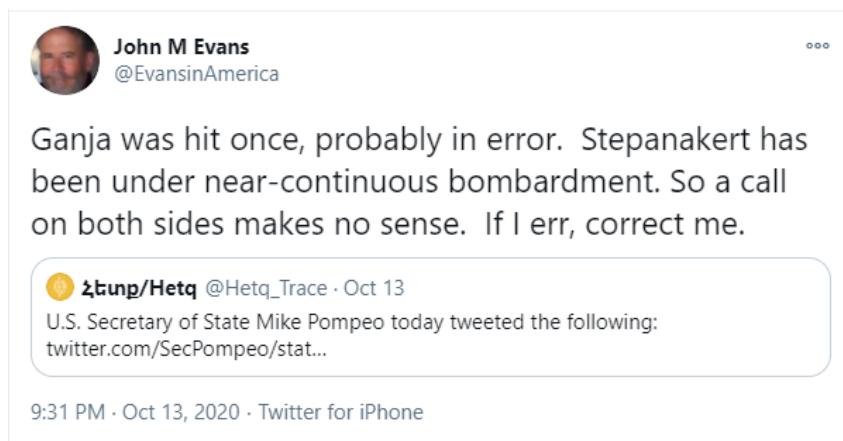 John M Evans
@EvansinAmerica
Ganja was hit once, probably in error.  Stepanakert has
been under near-continuous bombardment. So a call
on both sides makes no sense.  If I err, correct me.
Հետք/Hetq @Hetq_Trace · Oct 13
U.S. Secretary of State Mike Pompeo today tweeted the following:
twitter.com/SecPompeo/stat...
9:31 PM · Oct 13, 2020 · Twitter for iPhone